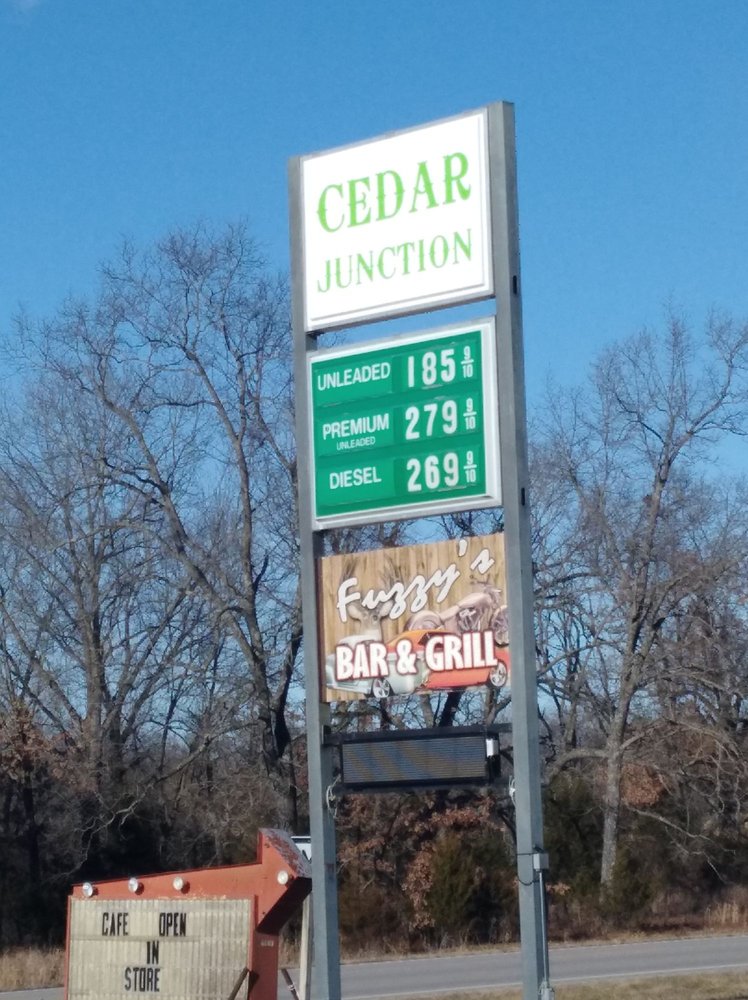 CEDAR
JUNCTION
UNLEADED 185 9/10
PREMIUM 279 9/10
UNLEADED
DIESEL 269 9/10
Fuzzy's
BAR & GRILL
CAFE OPEN
IN
STORE